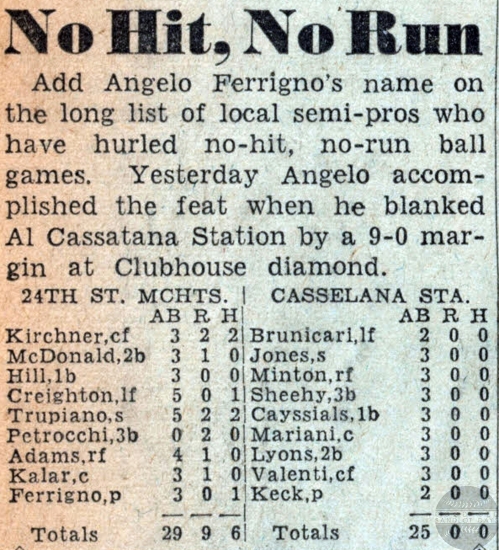 No Hit, No Run
Add Angelo Ferrigno's name on
the long list of local semi-pros who
have hurled no-hit, no-run ball
games. Yesterday Angelo accom-
plished the feat when he blanked
Al Cassatana Station by a 9-0 mar-
gin at Clubhouse diamond.
24TH ST. MCHTS. | CASSELANA STA.
AB R H | AB R H
Kirchner,cf 3 2 2 | Brunicari,lf 2 0 0
McDonald,2b 3 1 0 | Jones,s 3 0 0
Hill,1b 3 0 0 | Minton,rf 3 0 0
Creighton,lf 5 0 1 | Sheehy,3b 3 0 0
Trupiano,s 5 2 2 | Cayssials,1b 3 0 0
Petrocchi,3b 0 2 0 | Mariani,c 3 0 0
Adams,rf 4 1 0 | Lyons,2b 3 0 0
Kalar,c 3 1 0 | Valenti,cf 3 0 0
Ferrigno,p 3 0 1 | Keck,p 2 0 0
Totals 29 9 6 | Totals 25 0 0